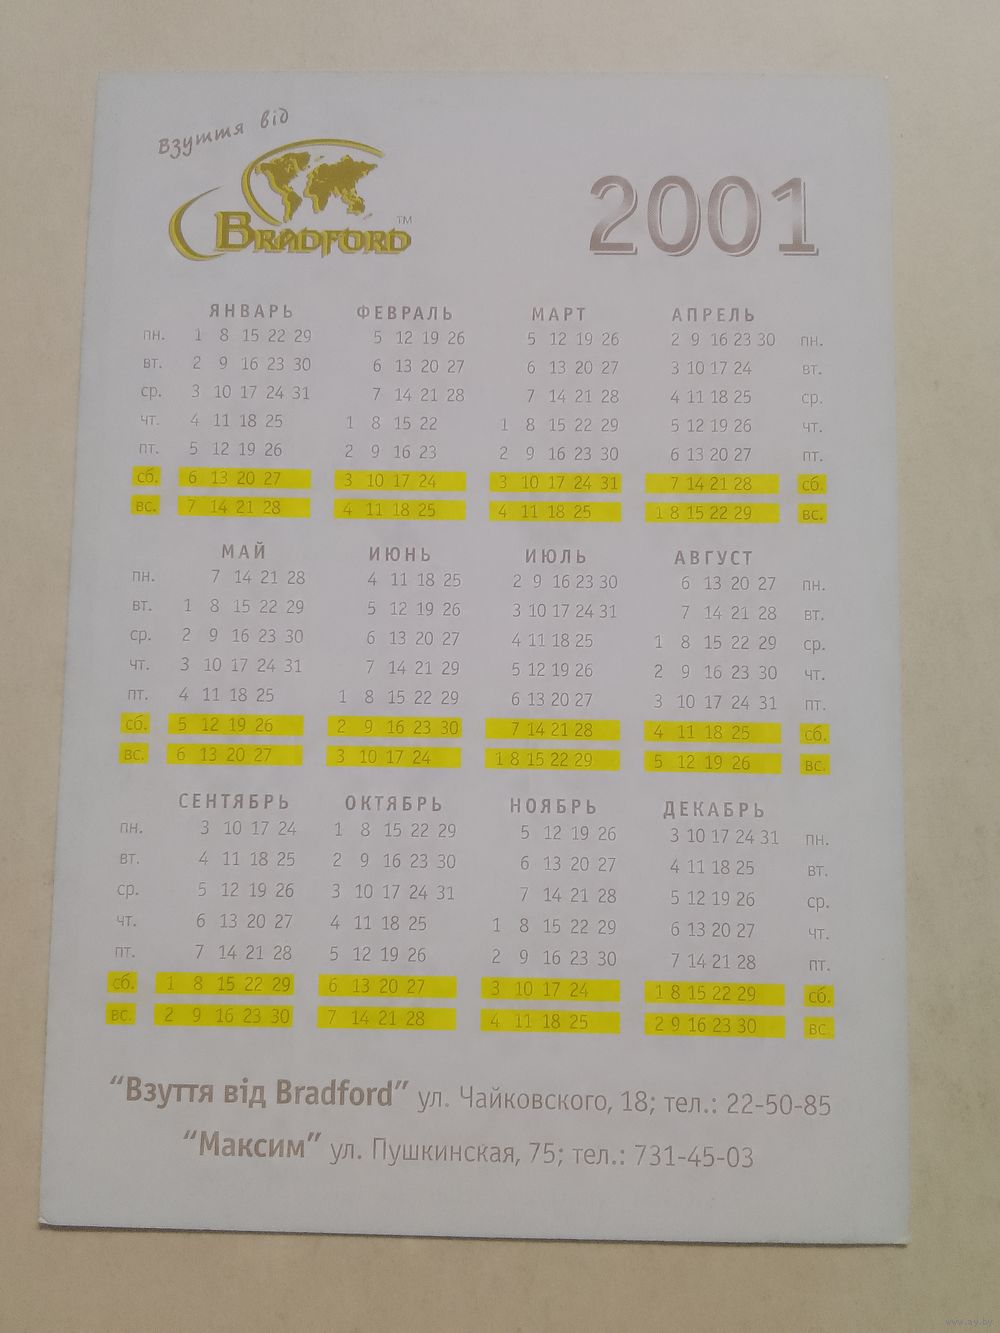 Взуття від
BRADFORD™
2001
ЯНВАРЬ ФЕВРАЛЬ МАРТ АПРЕЛЬ
пн. 1 8 15 22 29 5 12 19 26 5 12 19 26 2 9 16 23 30 пн.
вт. 2 9 16 23 30 6 13 20 27 6 13 20 27 3 10 17 24 вт.
ср. 3 10 17 24 31 7 14 21 28 7 14 21 28 4 11 18 25 ср.
чт. 4 11 18 25 1 8 15 22 1 8 15 22 29 5 12 19 26 чт.
пт. 5 12 19 26 2 9 16 23 2 9 16 23 30 6 13 20 27 пт.
сб. 6 13 20 27 3 10 17 24 3 10 17 24 31 7 14 21 28 сб.
вс. 7 14 21 28 4 11 18 25 4 11 18 25 1 8 15 22 29 вс.
МАЙ ИЮНЬ ИЮЛЬ АВГУСТ
пн. 7 14 21 28 4 11 18 25 2 9 16 23 30 6 13 20 27 пн.
вт. 1 8 15 22 29 5 12 19 26 3 10 17 24 31 7 14 21 28 вт.
ср. 2 9 16 23 30 6 13 20 27 4 11 18 25 1 8 15 22 29 ср.
чт. 3 10 17 24 31 7 14 21 29 5 12 19 26 2 9 16 23 30 чт.
пт. 4 11 18 25 1 8 15 22 29 6 13 20 27 3 10 17 24 31 пт.
сб. 5 12 19 26 2 9 16 23 30 7 14 21 28 4 11 18 25 сб.
вс. 6 13 20 27 3 10 17 24 1 8 15 22 29 5 12 19 26 вс.
СЕНТЯБРЬ ОКТЯБРЬ НОЯБРЬ ДЕКАБРЬ
пн. 3 10 17 24 1 8 15 22 29 5 12 19 26 3 10 17 24 31 пн.
вт. 4 11 18 25 2 9 16 23 30 6 13 20 27 4 11 18 25 вт.
ср. 5 12 19 26 3 10 17 24 31 7 14 21 28 5 12 19 26 ср.
чт. 6 13 20 27 4 11 18 25 1 8 15 22 29 6 13 20 27 чт.
пт. 7 14 21 28 5 12 19 26 2 9 16 23 30 7 14 21 28 пт.
сб. 1 8 15 22 29 6 13 20 27 3 10 17 24 1 8 15 22 29 сб.
вс. 2 9 16 23 30 7 14 21 28 4 11 18 25 2 9 16 23 30 вс.
“Взуття від Bradford” ул. Чайковского, 18; тел.: 22-50-85
“Максим” ул. Пушкинская, 75; тел.: 731-45-03
www.ay.by